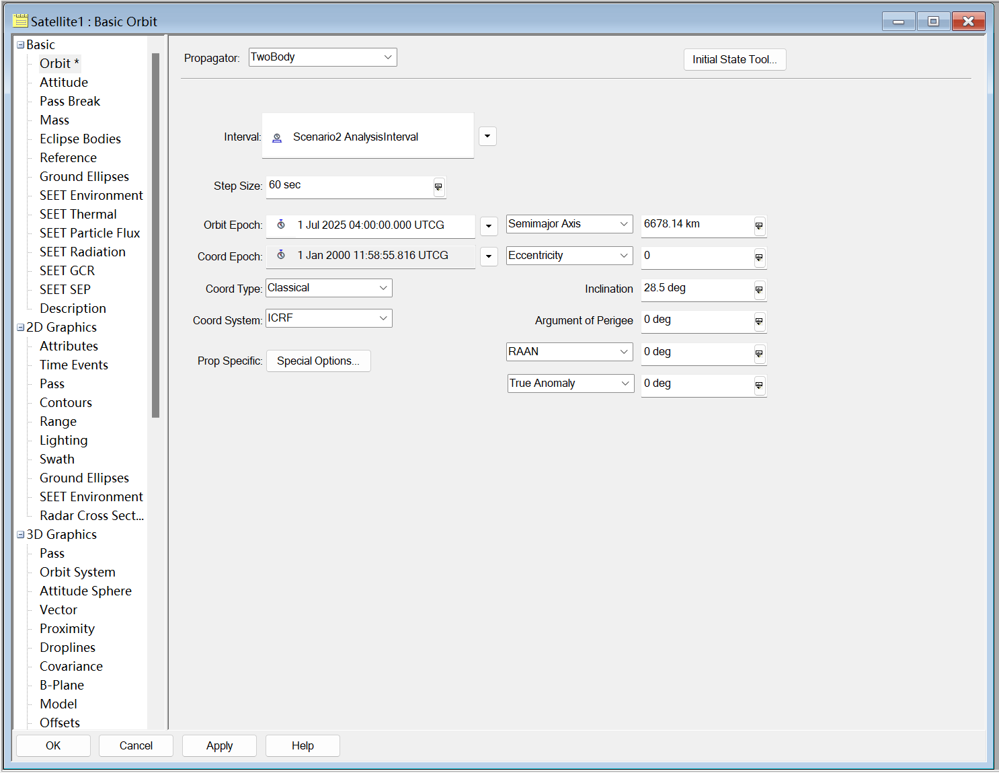 Satellite1 : Basic Orbit
Basic
Orbit *
Attitude
Pass Break
Mass
Eclipse Bodies
Reference
Ground Ellipses
SEET Environment
SEET Thermal
SEET Particle Flux
SEET Radiation
SEET GCR
SEET SEP
Description
2D Graphics
Attributes
Time Events
Pass
Contours
Range
Lighting
Swath
Ground Ellipses
SEET Environment
Radar Cross Sect...
3D Graphics
Pass
Orbit System
Attitude Sphere
Vector
Proximity
Droplines
Covariance
B-Plane
Model
Offsets
Propagator: TwoBody
Initial State Tool...
Interval: Scenario2 AnalysisInterval
Step Size: 60 sec
Orbit Epoch: 1 Jul 2025 04:00:00.000 UTCG
Coord Epoch: 1 Jan 2000 11:58:55.816 UTCG
Coord Type: Classical
Coord System: ICRF
Prop Specific: Special Options...
Semimajor Axis 6678.14 km
Eccentricity 0
Inclination 28.5 deg
Argument of Perigee 0 deg
RAAN 0 deg
True Anomaly 0 deg
OK Cancel Apply Help